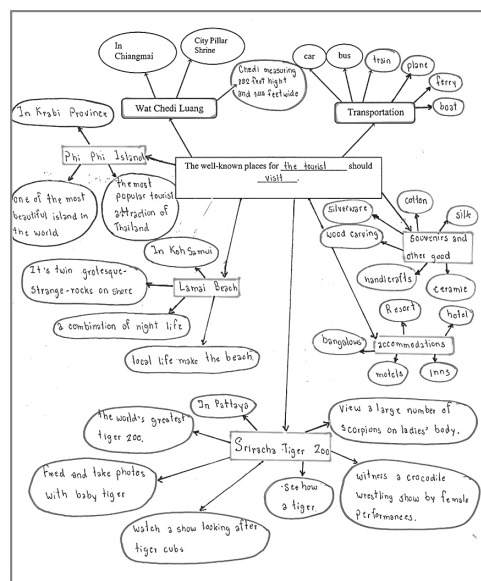 In
Chiangmai
City Pillar
Shrine
Chedi measuring
feet hight
and feet wide
Wat Chedi Luang
car
bus
train
plane
ferry
boat
Transportation
In Krabi Province
Phi Phi Island
one of the most
beautiful island in
the world
the most
popular tourist
attraction of
Thailand
The well-known places for the tourist should
visit.
Silverware
cotton
silk
wood carving
Souvenirs and
other good
handicrafts
ceramic
In Koh Samui
It's twin grotesque-
strange-rocks on shore
Lamai Beach
a combination of night life
local life make the beach.
Resort
hotel
bangalows
accommodations
motels
Inns
In Pattaya
the world's greatest
tiger zoo.
View a large number of
scorpions on ladies' body.
Sriracha Tiger Zoo
Feed and take photos
with baby tiger
-see how
a tiger
witness a crocodile
wrestling show by female
performances.
watch a show looking after
tiger cubs